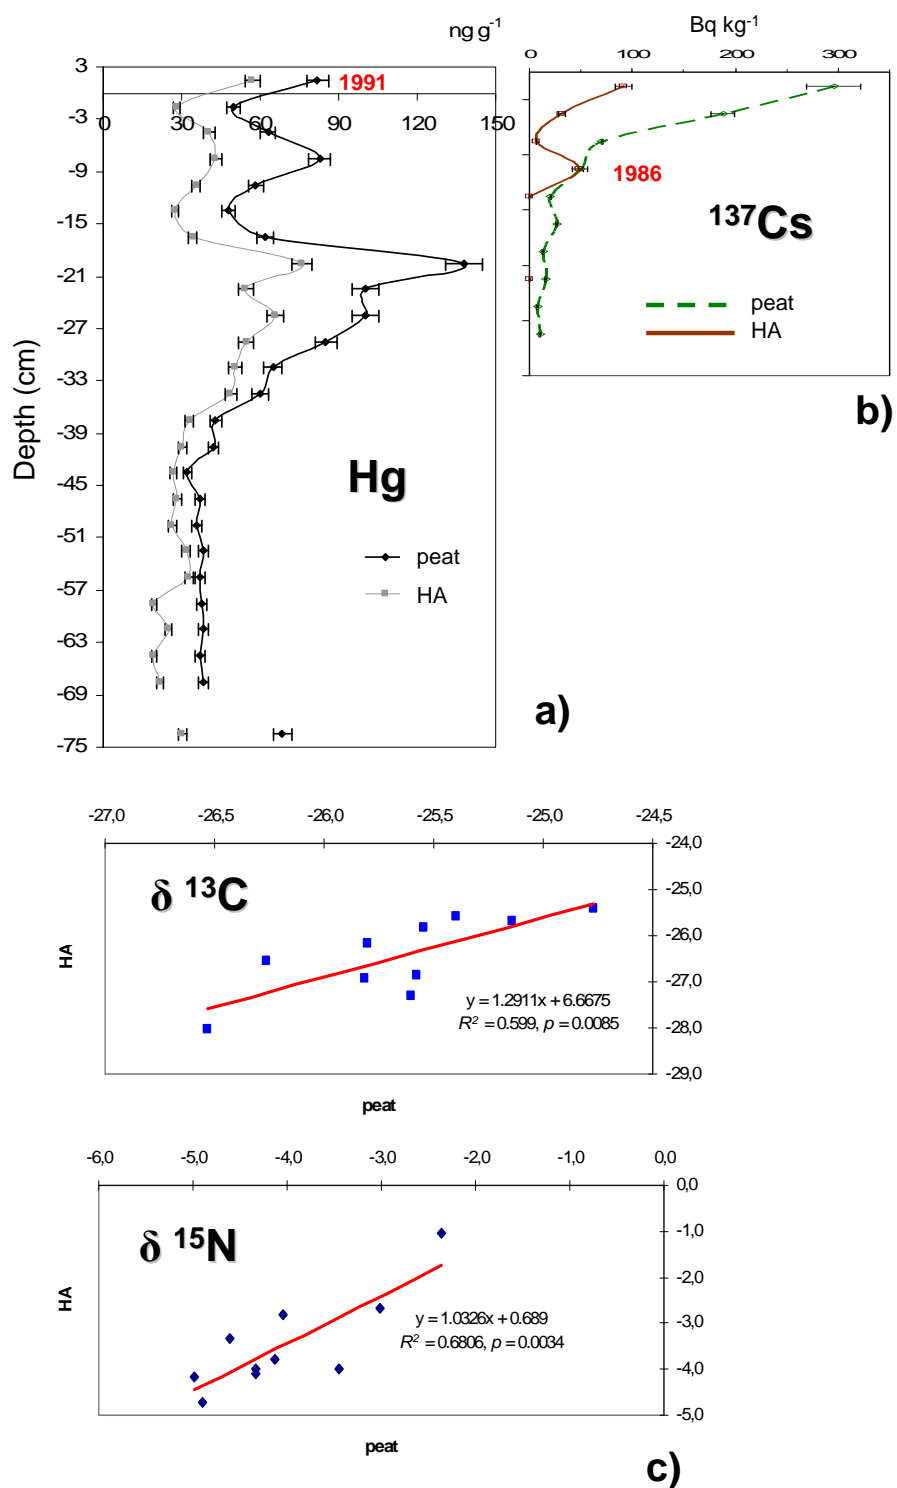 ng g-1
Bq kg-1
0 100 200 300
3
1991
0 30 60 90 120 150
-3
-9
-15
-21
-27
-33
-39
-45
-51
-57
-63
-69
-75
Depth (cm)
Hg
peat
HA
a)
1986
137Cs
peat
HA
b)
-27,0 -26,5 -26,0 -25,5 -25,0 -24,5
-24,0
-25,0
-26,0
-27,0
-28,0
-29,0
δ 13C
HA
y = 1.2911x + 6.6675
R2 = 0.599, p = 0.0085
peat
-6,0 -5,0 -4,0 -3,0 -2,0 -1,0 0,0
0,0
-1,0
-2,0
-3,0
-4,0
-5,0
δ 15N
HA
y = 1.0326x + 0.689
R2 = 0.6806, p = 0.0034
peat
c)